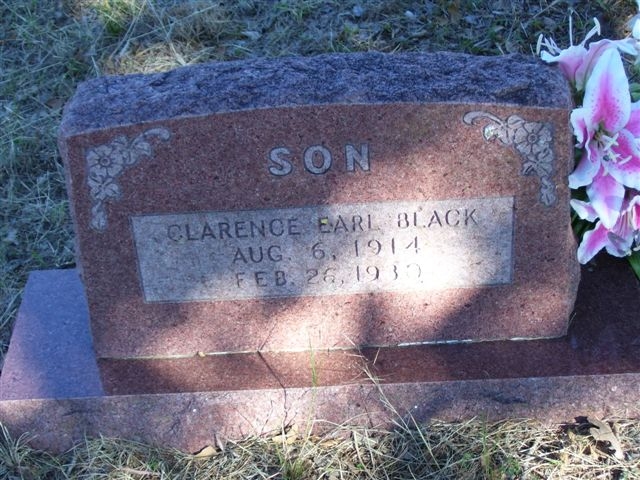 SON
CLARENCE EARL BLACK
AUG. 6, 1914
FEB. 26, 1930